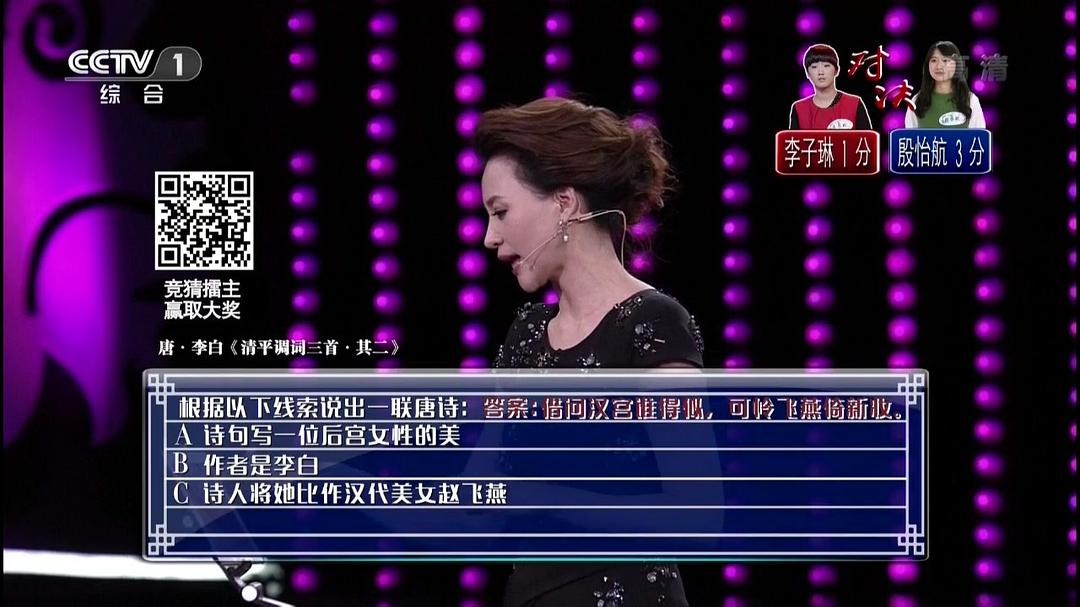 CCTV 1
综合
高清
对决
李子琳 1 分
殷怡航 3 分
竞猜擂主
赢取大奖
唐·李白《清平调词三首·其二》
根据以下线索说出一联唐诗：答案:借问汉宫谁得似，可怜飞燕倚新妆。
A 诗句写一位后宫女性的美
B 作者是李白
C 诗人将她比作汉代美女赵飞燕